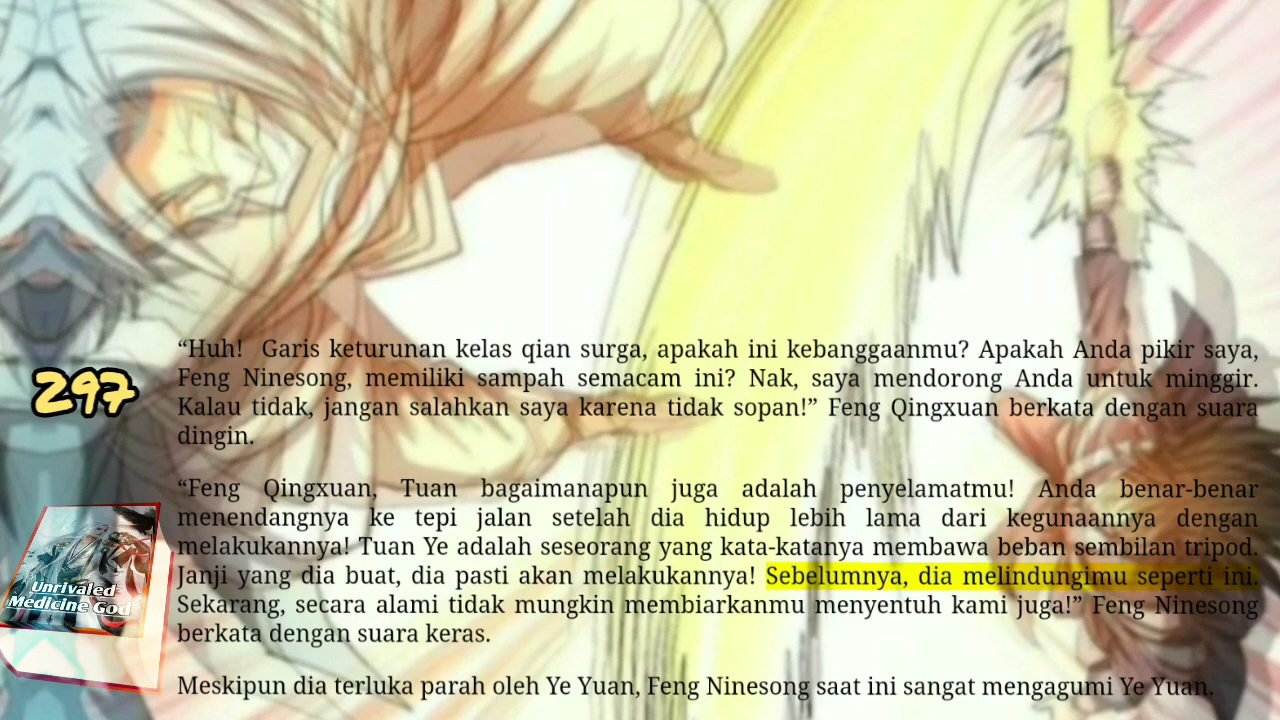 “Huh!  Garis keturunan kelas qian surga, apakah ini kebanggaanmu? Apakah Anda pikir saya,
Feng Ninesong, memiliki sampah semacam ini? Nak, saya mendorong Anda untuk minggir.
Kalau tidak, jangan salahkan saya karena tidak sopan!” Feng Qingxuan berkata dengan suara
dingin.
297
“Feng Qingxuan, Tuan bagaimanapun juga adalah penyelamatmu! Anda benar-benar
menendangnya ke tepi jalan setelah dia hidup lebih lama dari kegunaannya dengan
melakukannya! Tuan Ye adalah seseorang yang kata-katanya membawa beban sembilan tripod.
Janji yang dia buat, dia pasti akan melakukannya! Sebelumnya, dia melindungimu seperti ini.
Sekarang, secara alami tidak mungkin membiarkanmu menyentuh kami juga!” Feng Ninesong
berkata dengan suara keras.
Unrivaled
Medicine God
Meskipun dia terluka parah oleh Ye Yuan, Feng Ninesong saat ini sangat mengagumi Ye Yuan.